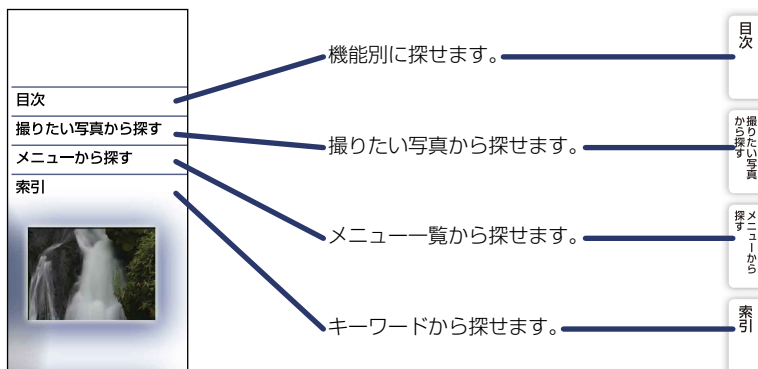 目次
撮りたい写真から探す
メニューから探す
索引
機能別に探せます。
撮りたい写真から探せます。
メニュー一覧から探せます。
キーワードから探せます。
目次
撮りたい写真
から探す
メニューから
探す
索引